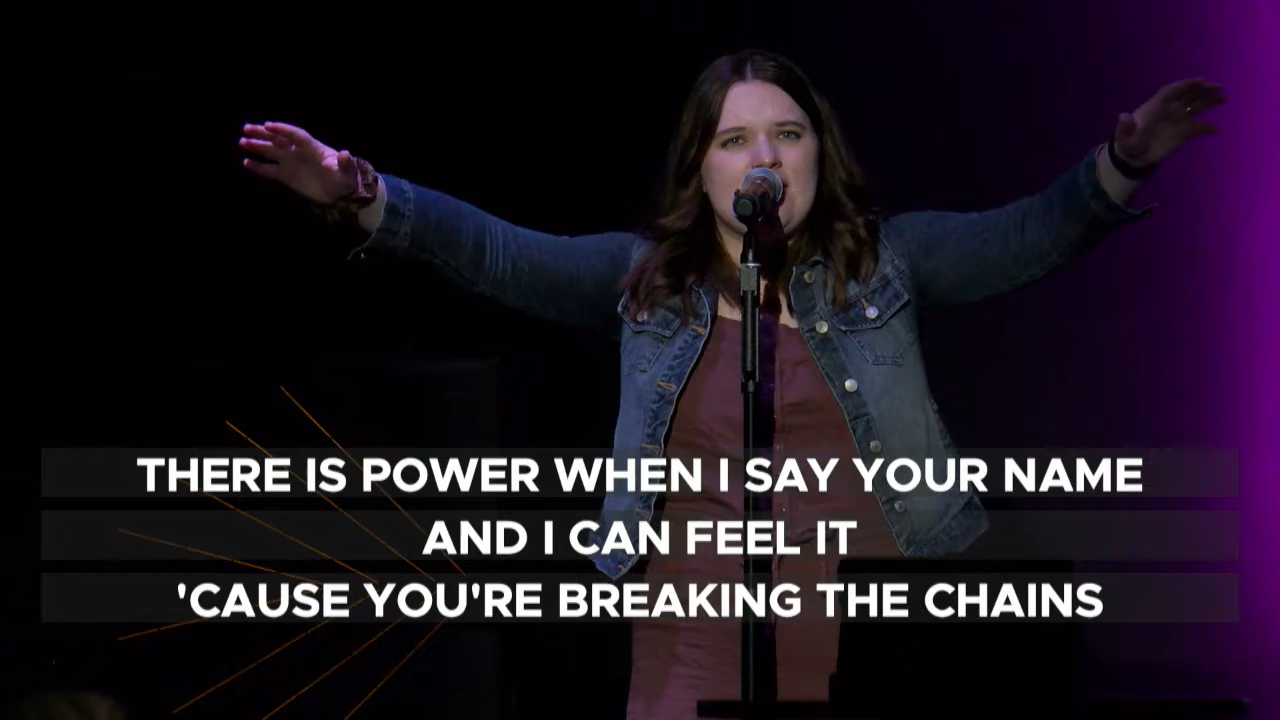 THERE IS POWER WHEN I SAY YOUR NAME
AND I CAN FEEL IT
'CAUSE YOU'RE BREAKING THE CHAINS